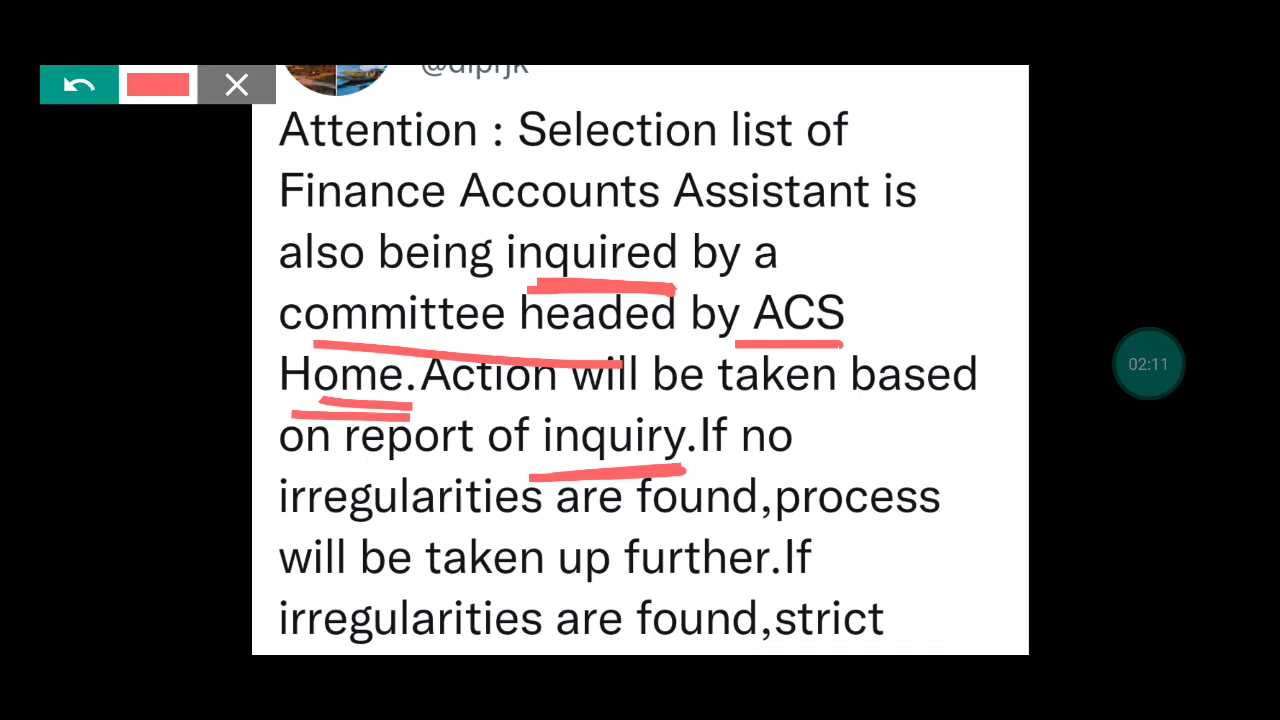 @diprjk
Attention : Selection list of
Finance Accounts Assistant is
also being inquired by a
committee headed by ACS
Home.Action will be taken based
on report of inquiry.If no
irregularities are found,process
will be taken up further.If
irregularities are found,strict
02:11